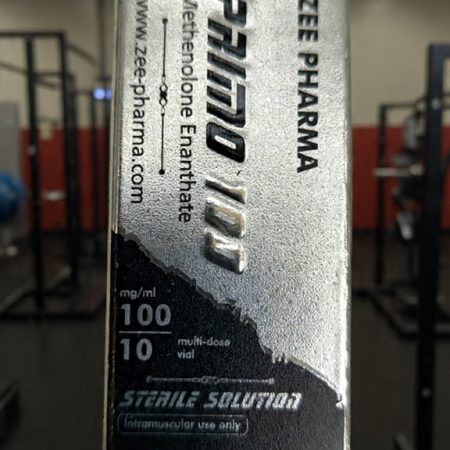 ZEE PHARMA
PRIMO 100
Methenolone Enanthate
www.zee-pharma.com
mg/ml
100
10
multi-dose
vial
STERILE SOLUTION
Intramuscular use only